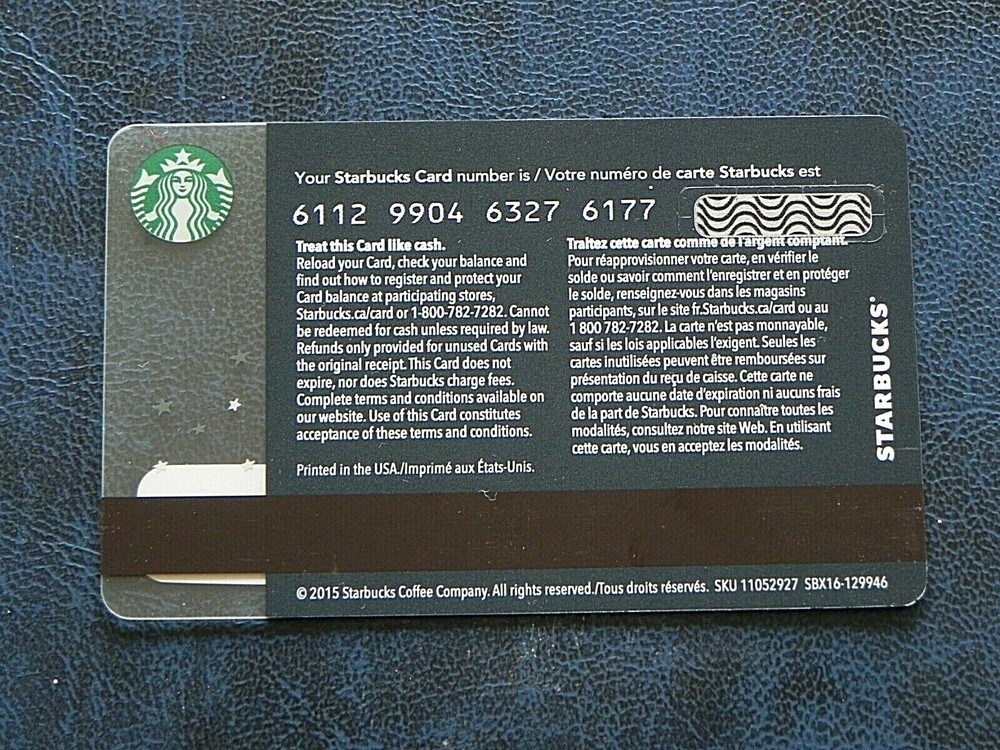 Your Starbucks Card number is / Votre numéro de carte Starbucks est
6112 9904 6327 6177
Treat this Card like cash.
Reload your Card, check your balance and
find out how to register and protect your
Card balance at participating stores,
Starbucks.ca/card or 1-800-782-7282. Cannot
be redeemed for cash unless required by law.
Refunds only provided for unused Cards with
the original receipt. This Card does not
expire, nor does Starbucks charge fees.
Complete terms and conditions available on
our website. Use of this Card constitutes
acceptance of these terms and conditions.
Printed in the USA./Imprimé aux États-Unis.
Traitez cette carte comme de l'argent comptant.
Pour réapprovisionner votre carte, en vérifier le
solde ou savoir comment l'enregistrer et en protéger
le solde, renseignez-vous dans les magasins
participants, sur le site fr.Starbucks.ca/card ou au
1 800 782-7282. La carte n'est pas monnayable,
sauf si les lois applicables l'exigent. Seules les
cartes inutilisées peuvent être remboursées sur
présentation du reçu de caisse. Cette carte ne
comporte aucune date d'expiration ni aucuns frais
de la part de Starbucks. Pour connaître toutes les
modalités, consultez notre site Web. En utilisant
cette carte, vous en acceptez les modalités.
STARBUCKS®
© 2015 Starbucks Coffee Company. All rights reserved./Tous droits réservés. SKU 11052927 SBX16-129946